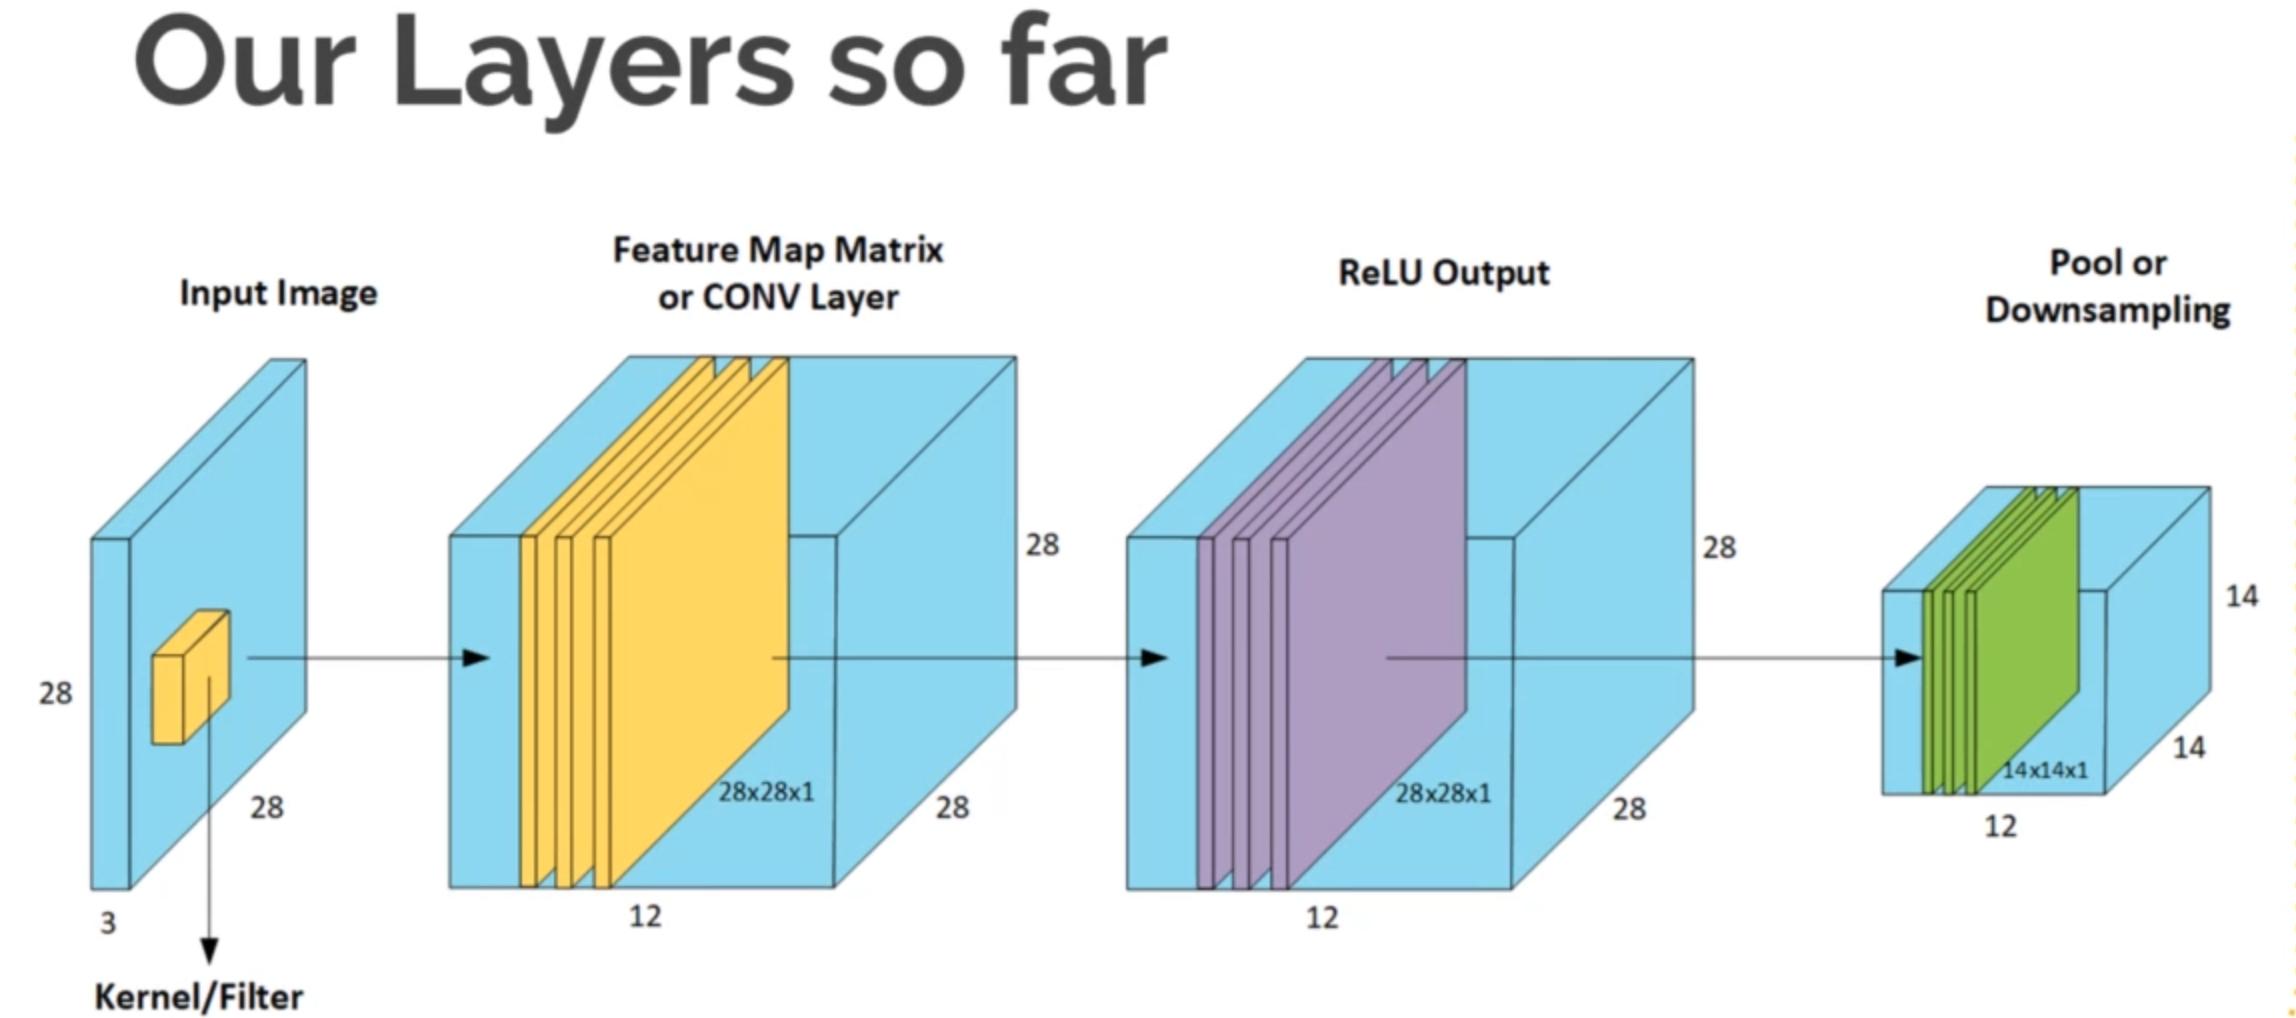 Our Layers so far
Input Image
28
28
3
Kernel/Filter
Feature Map Matrix
or CONV Layer
28
28x28x1
28
12
ReLU Output
28
28x28x1
28
12
Pool or
Downsampling
14
14
14x14x1
12